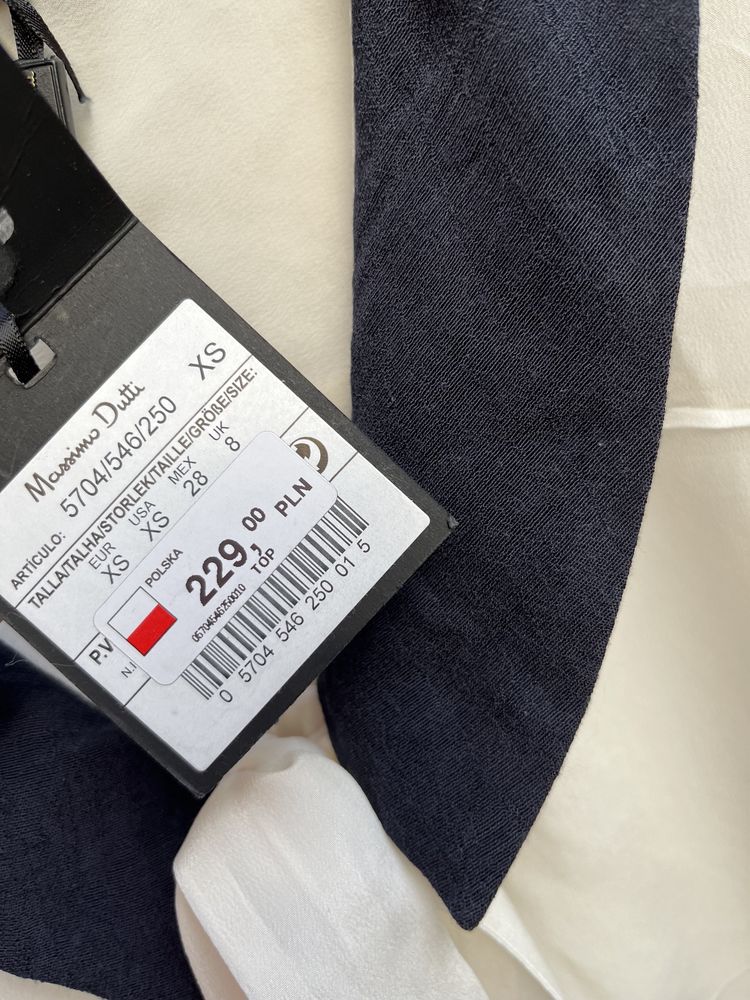 Massimo Dutti
XS
ARTÍCULO: 5704/546/250
TALLA/TALHA/STORLEK/TAILLE/GRÖßE/SIZE:
EUR USA MEX UK
XS XS 28 8
POLSKA
229,00 PLN
05704546250010 TOP
P.V
N.I
0 5704 546 250 01 5